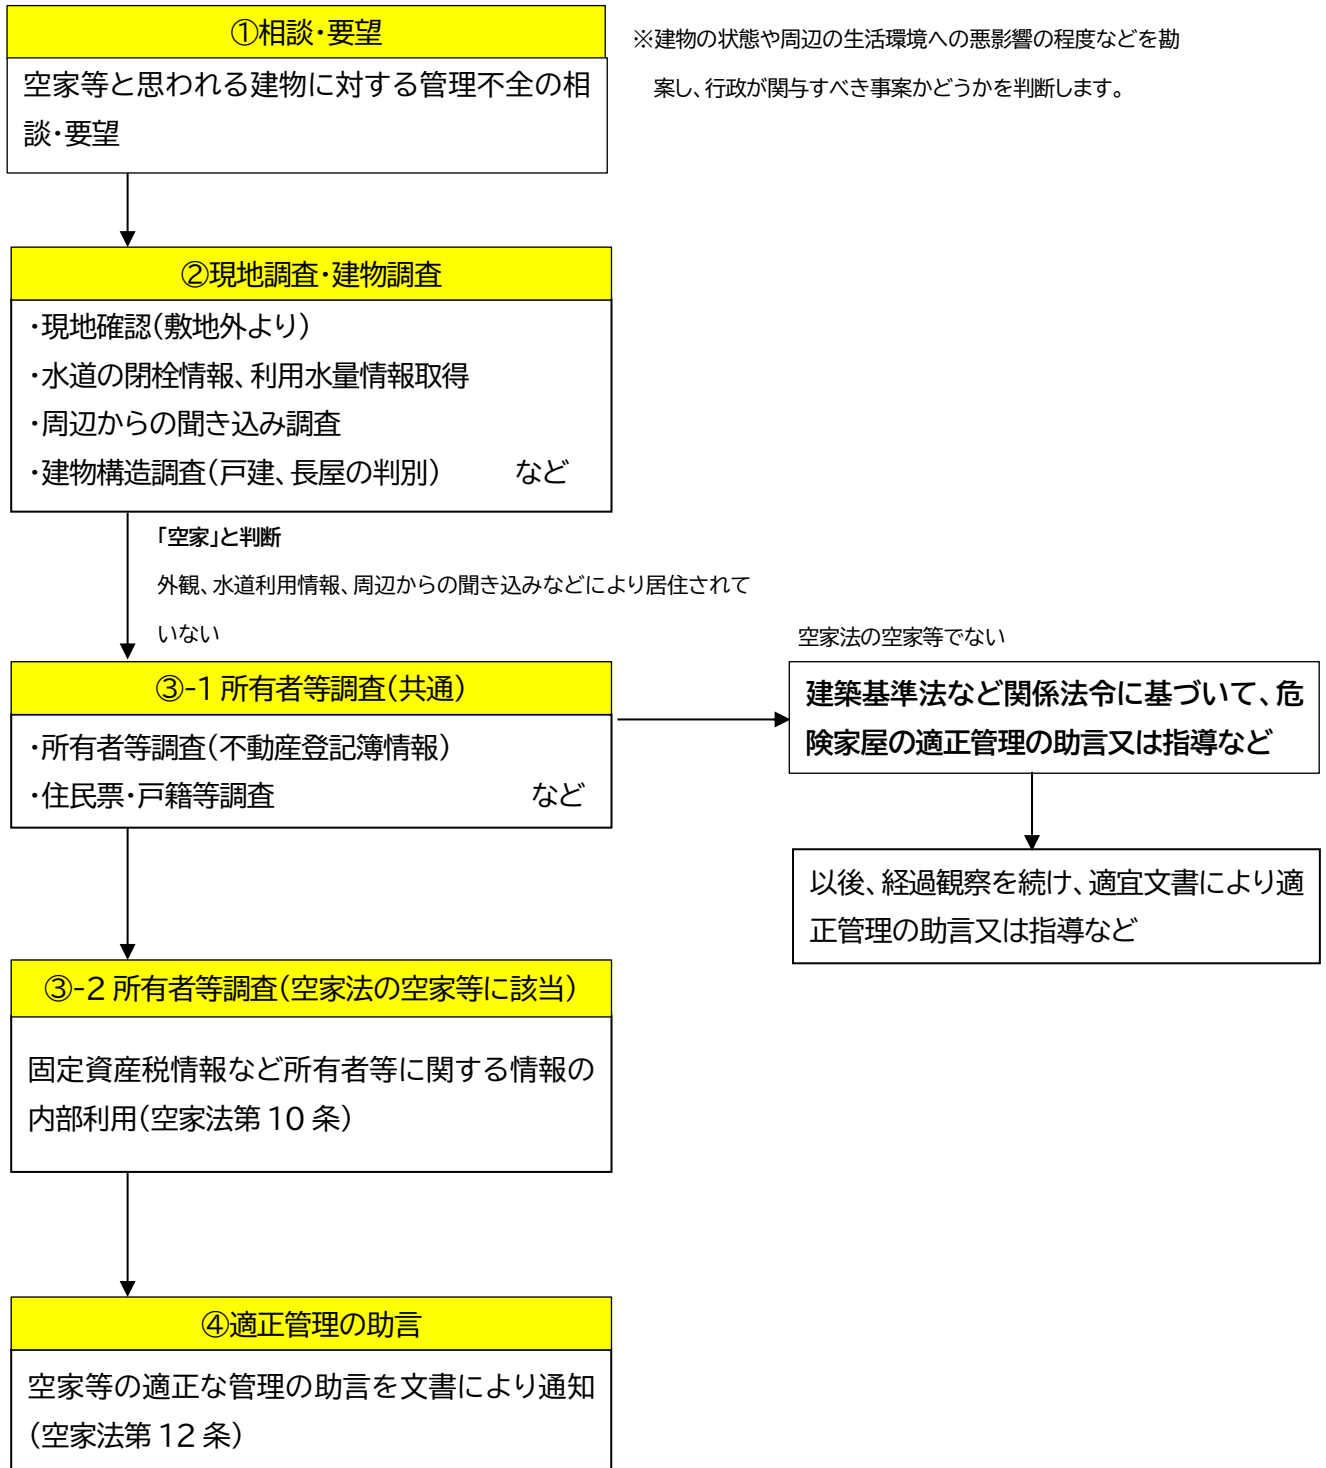 ①相談・要望
空家等と思われる建物に対する管理不全の相
談・要望
※建物の状態や周辺の生活環境への悪影響の程度などを勘
案し、行政が関与すべき事案かどうかを判断します。
②現地調査・建物調査
・現地確認(敷地外より)
・水道の閉栓情報、利用水量情報取得
・周辺からの聞き込み調査
・建物構造調査(戸建、長屋の判別) など
「空家」と判断
外観、水道利用情報、周辺からの聞き込みなどにより居住されて
いない
③-1 所有者等調査(共通)
・所有者等調査(不動産登記簿情報)
・住民票・戸籍等調査 など
空家法の空家等でない
建築基準法など関係法令に基づいて、危
険家屋の適正管理の助言又は指導など
以後、経過観察を続け、適宜文書により適
正管理の助言又は指導など
③-2 所有者等調査(空家法の空家等に該当)
固定資産税情報など所有者等に関する情報の
内部利用(空家法第 10 条)
④適正管理の助言
空家等の適正な管理の助言を文書により通知
(空家法第 12 条)